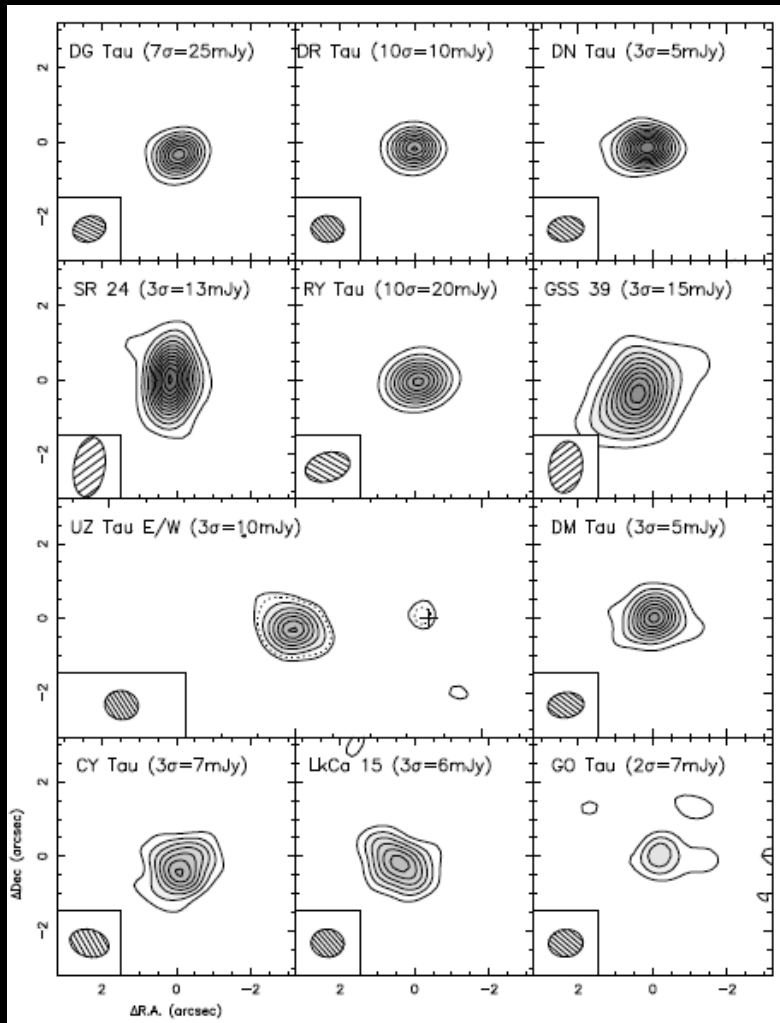 DG Tau (7σ=25mJy) DR Tau (10σ=10mJy) DN Tau (3σ=5mJy)
2
0
−2
SR 24 (3σ=13mJy) RY Tau (10σ=20mJy) GSS 39 (3σ=15mJy)
2
0
−2
UZ Tau E/W (3σ=10mJy) DM Tau (3σ=5mJy)
2
0
−2
CY Tau (3σ=7mJy) LkCa 15 (3σ=6mJy) GO Tau (2σ=7mJy)
2
0
−2
ΔDec (arcsec)
2 0 −2 2 0 −2 2 0 −2
ΔR.A. (arcsec)